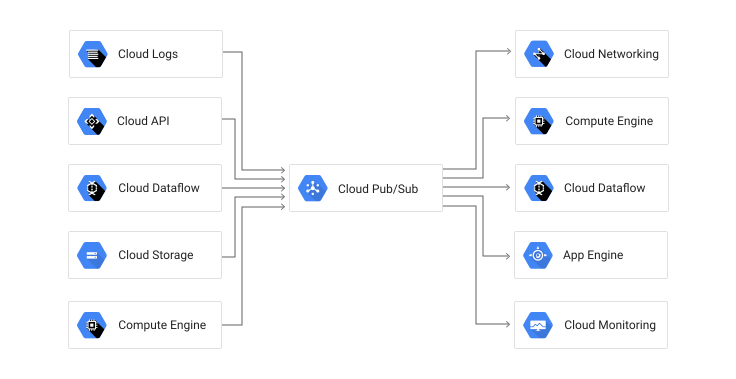 Cloud Logs
Cloud API
Cloud Dataflow
Cloud Storage
Compute Engine
Cloud Pub/Sub
Cloud Networking
Compute Engine
Cloud Dataflow
App Engine
Cloud Monitoring